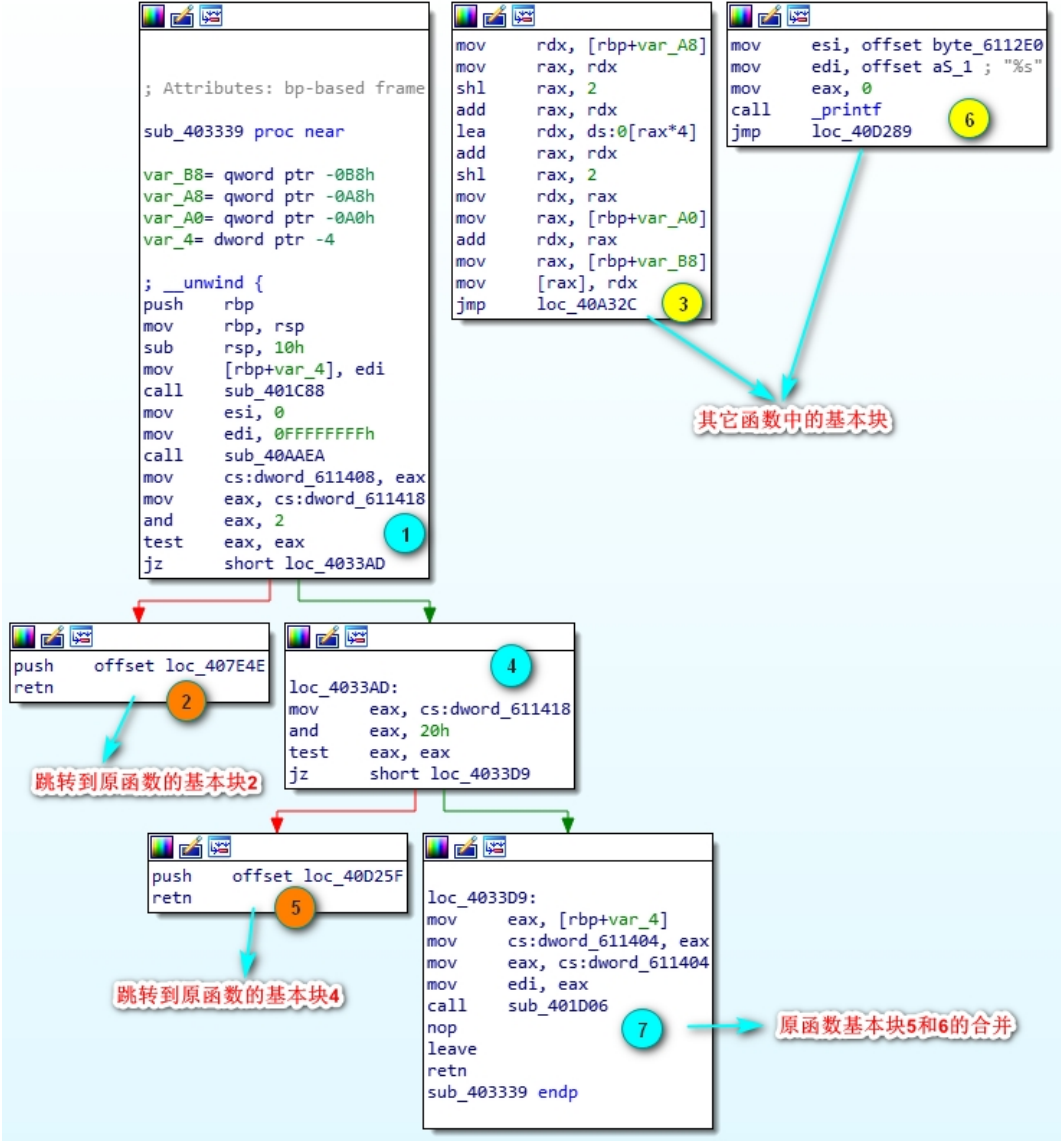 ; Attributes: bp-based frame
sub_403339 proc near
var_B8= qword ptr -0B8h
var_A8= qword ptr -0A8h
var_A0= qword ptr -0A0h
var_4= dword ptr -4
; __unwind {
push rbp
mov rbp, rsp
sub rsp, 10h
mov [rbp+var_4], edi
call sub_401C88
mov esi, 0
mov edi, 0FFFFFFFFh
call sub_40AAEA
mov cs:dword_611408, eax
mov eax, cs:dword_611418
and eax, 2
test eax, eax
jz short loc_4033AD
1
mov rdx, [rbp+var_A8]
mov rax, rdx
shl rax, 2
add rax, rdx
lea rdx, ds:0[rax*4]
add rax, rdx
shl rax, 2
mov rdx, rax
mov rax, [rbp+var_A0]
add rdx, rax
mov rax, [rbp+var_B8]
mov [rax], rdx
jmp loc_40A32C
3
mov esi, offset byte_6112E0
mov edi, offset aS_1 ; "%s"
mov eax, 0
call _printf
jmp loc_40D289
6
其它函数中的基本块
push offset loc_407E4E
retn
2
跳转到原函数的基本块2
loc_4033AD:
mov eax, cs:dword_611418
and eax, 20h
test eax, eax
jz short loc_4033D9
4
push offset loc_40D25F
retn
5
跳转到原函数的基本块4
loc_4033D9:
mov eax, [rbp+var_4]
mov cs:dword_611404, eax
mov eax, cs:dword_611404
mov edi, eax
call sub_401D06
nop
leave
retn
sub_403339 endp
7
原函数基本块5和6的合并